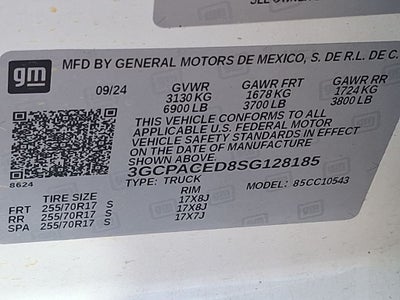 SEE OWNER
gm
MFD BY GENERAL MOTORS DE MEXICO, S. DE R.L. DE C.
09/24 GVWR GAWR FRT GAWR RR
3130 KG 1678 KG 1724 KG
6900 LB 3700 LB 3800 LB
THIS VEHICLE CONFORMS TO ALL
APPLICABLE U.S. FEDERAL MOTOR
VEHICLE SAFETY STANDARDS IN EFFECT
ON THE DATE OF MANUFACTURE
3GCPACED8SG128185
8624
TYPE: TRUCK MODEL: 85CC10543
TIRE SIZE RIM
FRT 255/70R17 S 17X8J
RR 255/70R17 S 17X8J
SPA 255/70R17 S 17X7J